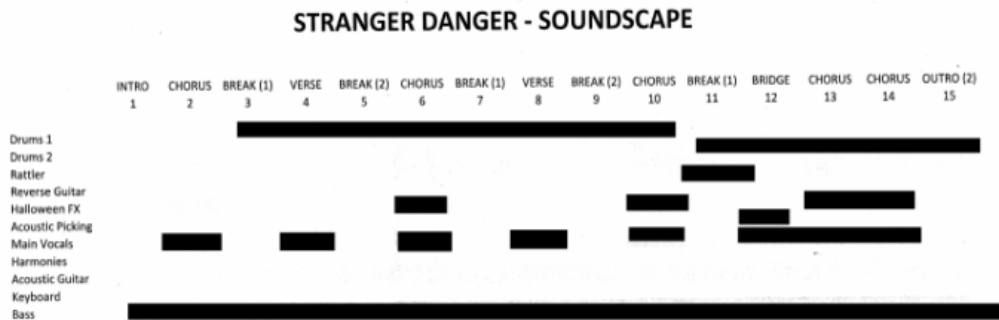 STRANGER DANGER - SOUNDSCAPE
INTRO CHORUS BREAK (1) VERSE BREAK (2) CHORUS BREAK (1) VERSE BREAK (2) CHORUS BREAK (1) BRIDGE CHORUS CHORUS OUTRO (2)
1 2 3 4 5 6 7 8 9 10 11 12 13 14 15
Drums 1
Drums 2
Rattler
Reverse Guitar
Halloween FX
Acoustic Picking
Main Vocals
Harmonies
Acoustic Guitar
Keyboard
Bass